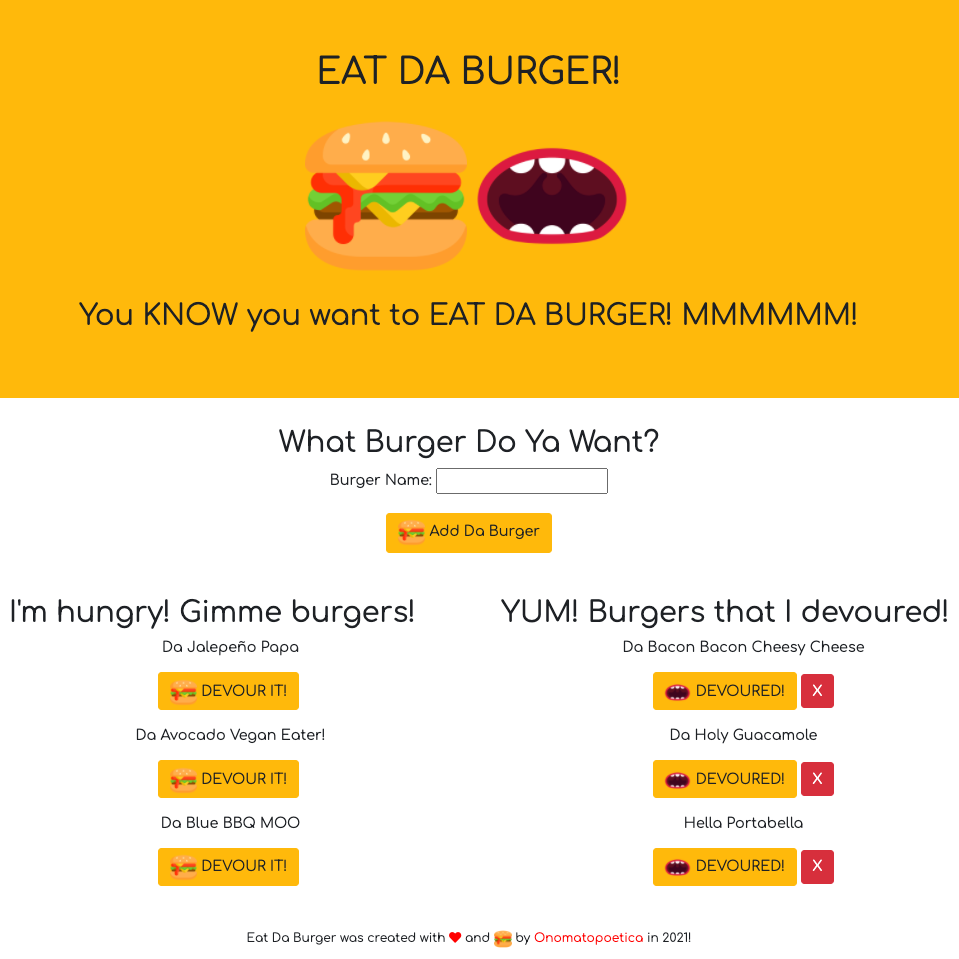 EAT DA BURGER!
You KNOW you want to EAT DA BURGER! MMMMMM!
What Burger Do Ya Want?
Burger Name:
Add Da Burger
I'm hungry! Gimme burgers!
Da Jalepeño Papa
DEVOUR IT!
Da Avocado Vegan Eater!
DEVOUR IT!
Da Blue BBQ MOO
DEVOUR IT!
YUM! Burgers that I devoured!
Da Bacon Bacon Cheesy Cheese
DEVOURED! X
Da Holy Guacamole
DEVOURED! X
Hella Portabella
DEVOURED! X
Eat Da Burger was created with and by Onomatopoetica in 2021!